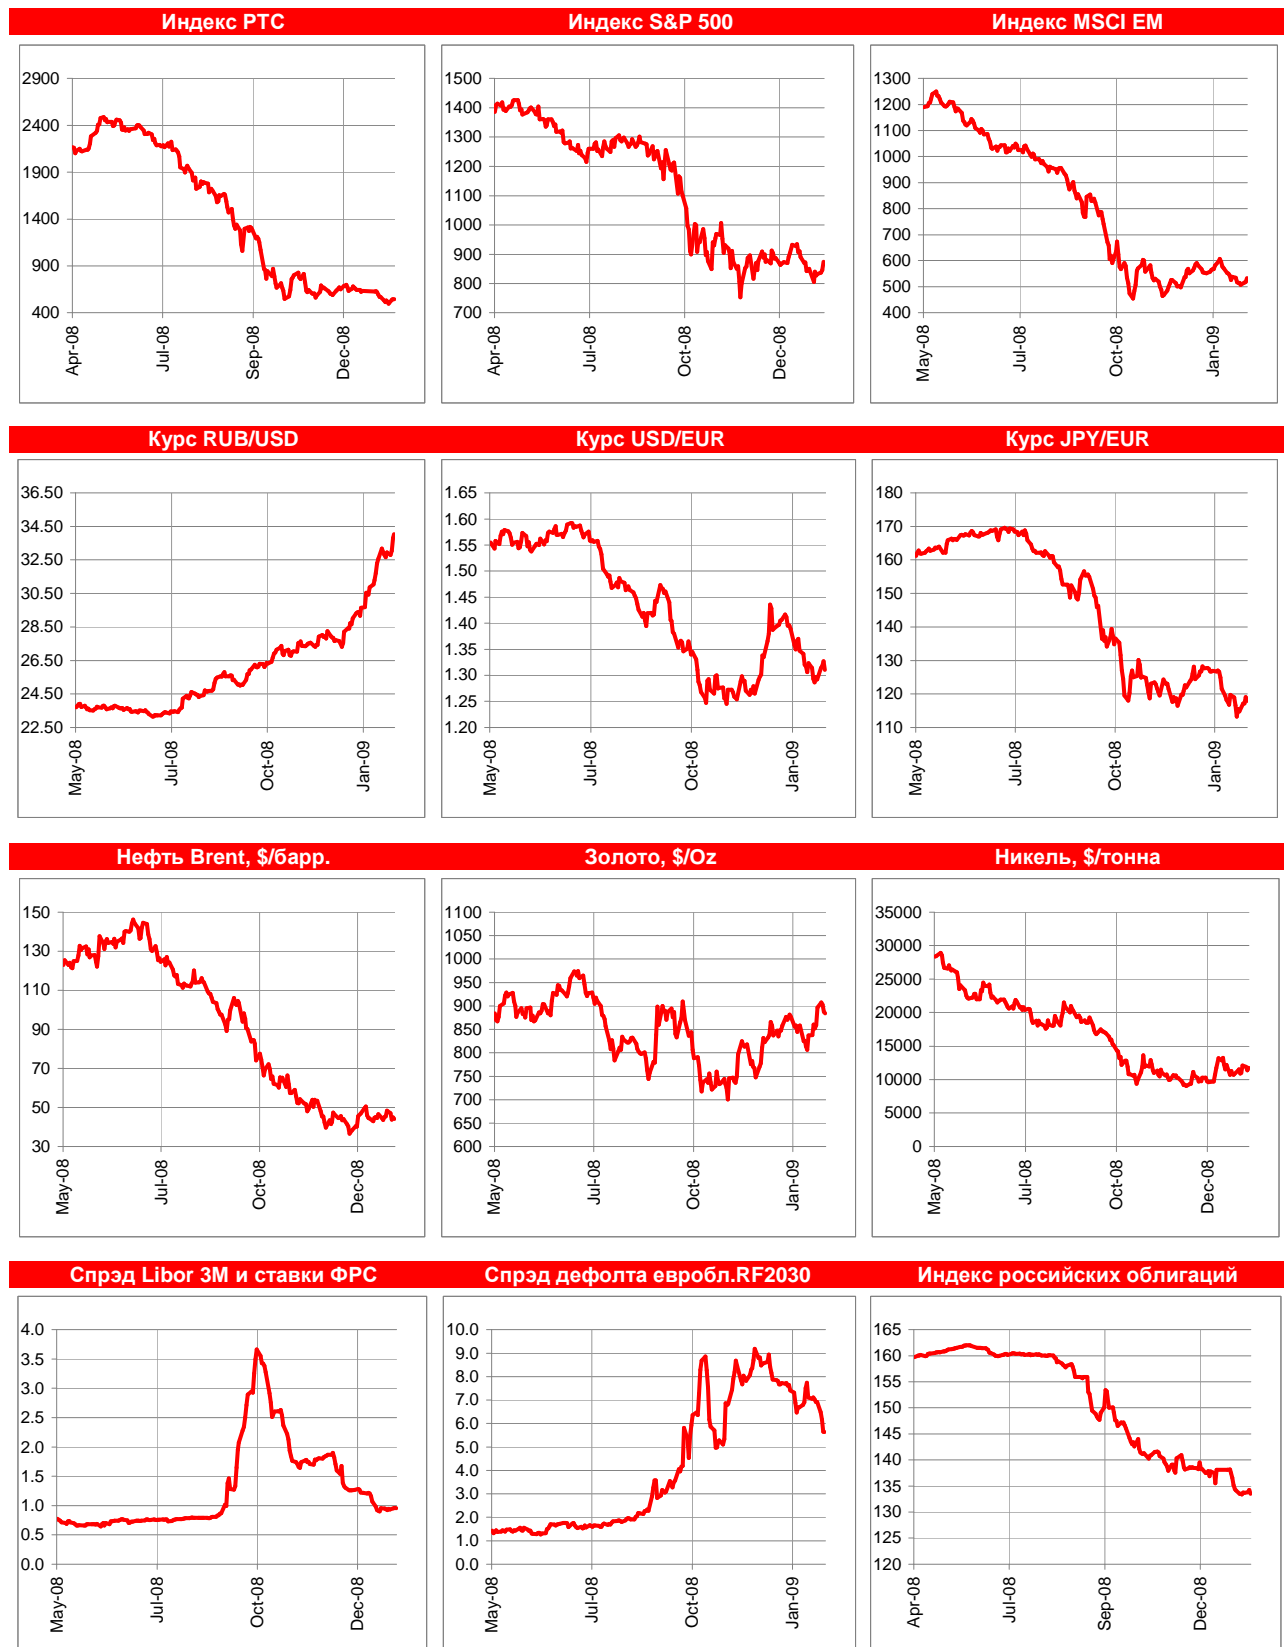 Индекс РТС
Индекс S&P 500
Индекс MSCI EM
2900
2400
1900
1400
900
400
Apr-08
Jul-08
Sep-08
Dec-08
1500
1400
1300
1200
1100
1000
900
800
700
Apr-08
Jul-08
Oct-08
Dec-08
1300
1200
1100
1000
900
800
700
600
500
400
May-08
Jul-08
Oct-08
Jan-09
Курс RUB/USD
Курс USD/EUR
Курс JPY/EUR
36.50
34.50
32.50
30.50
28.50
26.50
24.50
22.50
May-08
Jul-08
Oct-08
Jan-09
1.65
1.60
1.55
1.50
1.45
1.40
1.35
1.30
1.25
1.20
May-08
Jul-08
Oct-08
Jan-09
180
170
160
150
140
130
120
110
May-08
Jul-08
Oct-08
Jan-09
Нефть Brent, $/барр.
Золото, $/Oz
Никель, $/тонна
150
130
110
90
70
50
30
May-08
Jul-08
Oct-08
Dec-08
1100
1050
1000
950
900
850
800
750
700
650
600
May-08
Jul-08
Oct-08
Jan-09
35000
30000
25000
20000
15000
10000
5000
0
May-08
Jul-08
Oct-08
Dec-08
Спрэд Libor 3M и ставки ФРС
Спрэд дефолта евробл.RF2030
Индекс российских облигаций
4.0
3.5
3.0
2.5
2.0
1.5
1.0
0.5
0.0
May-08
Jul-08
Oct-08
Dec-08
10.0
9.0
8.0
7.0
6.0
5.0
4.0
3.0
2.0
1.0
0.0
May-08
Jul-08
Oct-08
Jan-09
165
160
155
150
145
140
135
130
125
120
Apr-08
Jul-08
Sep-08
Dec-08